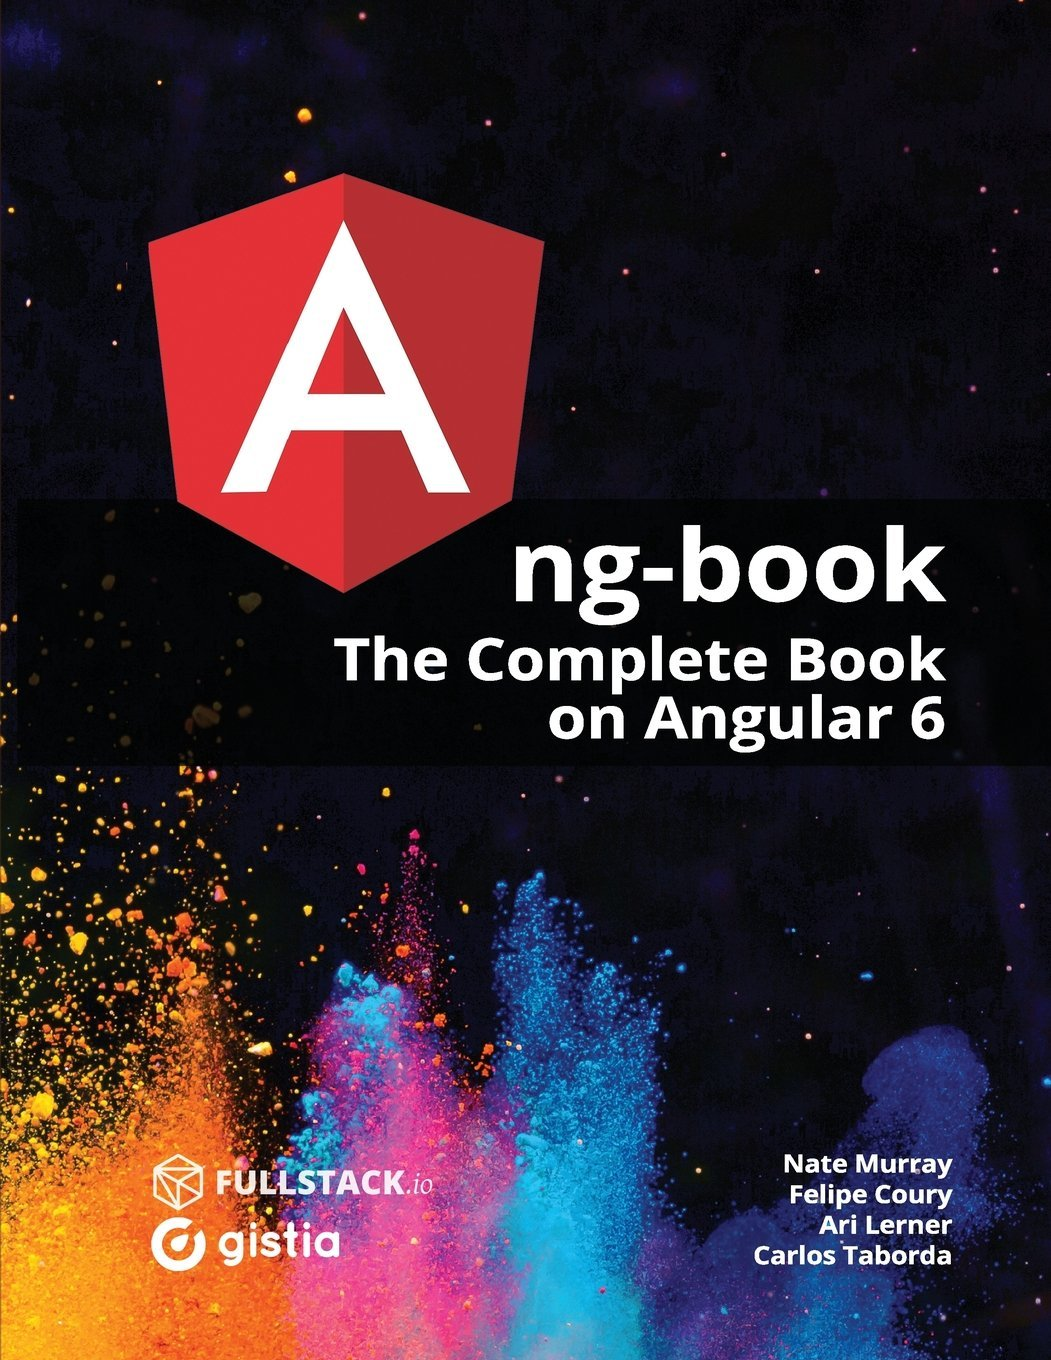 A
ng-book
The Complete Book
on Angular 6
FULLSTACK.io
gistia
Nate Murray
Felipe Coury
Ari Lerner
Carlos Taborda